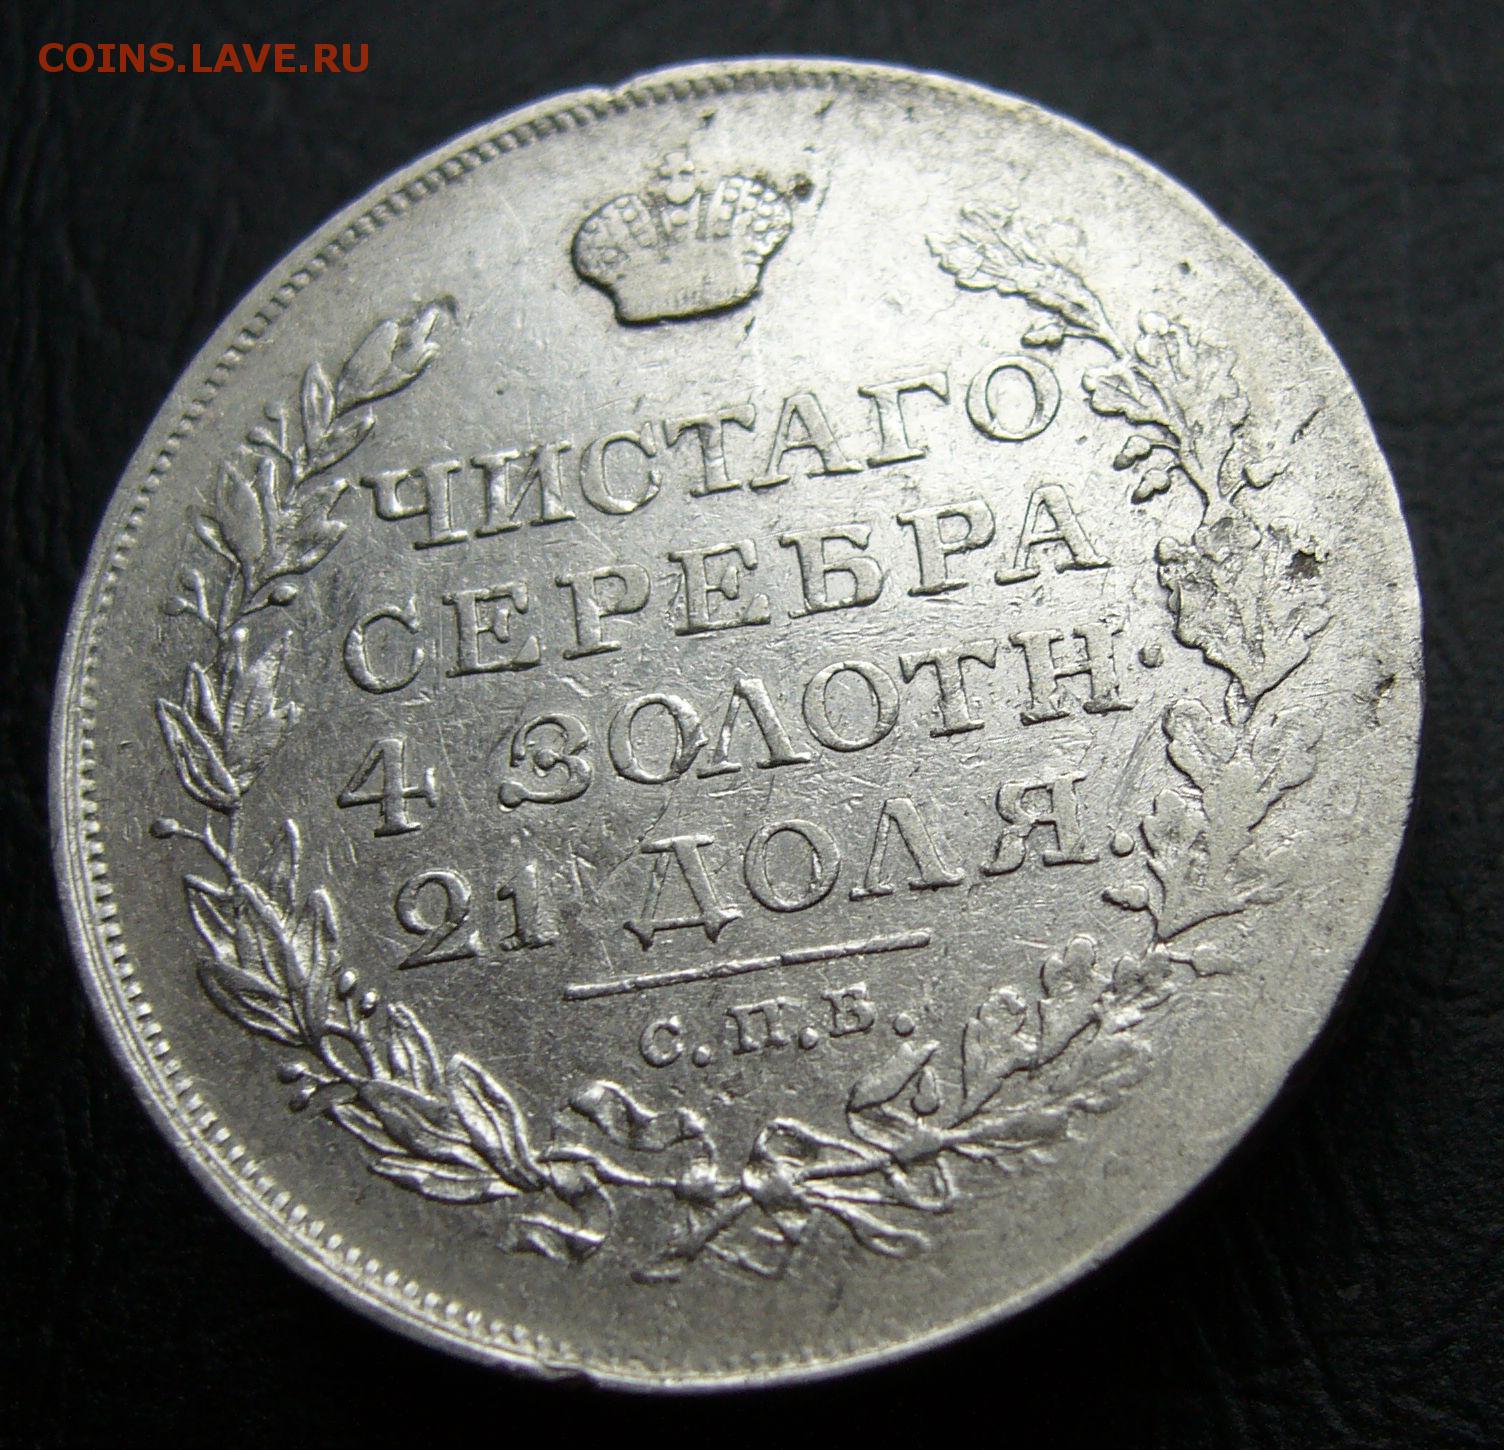 COINS.LAVE.RU
ЧИСТАГО
СЕРЕБРА
4 ЗОЛОТН.
21 ДОЛЯ.
С.П.Б.